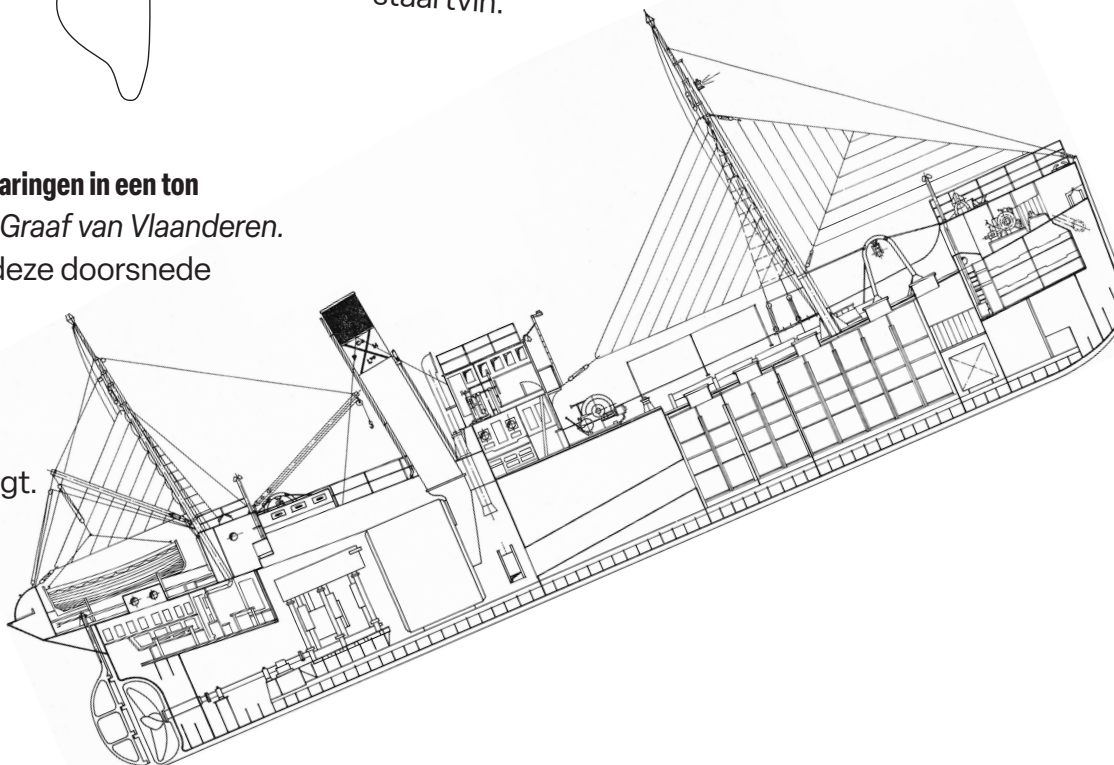 staartvin.
aringen in een ton
Graaf van Vlaanderen.
deze doorsnede
gt.